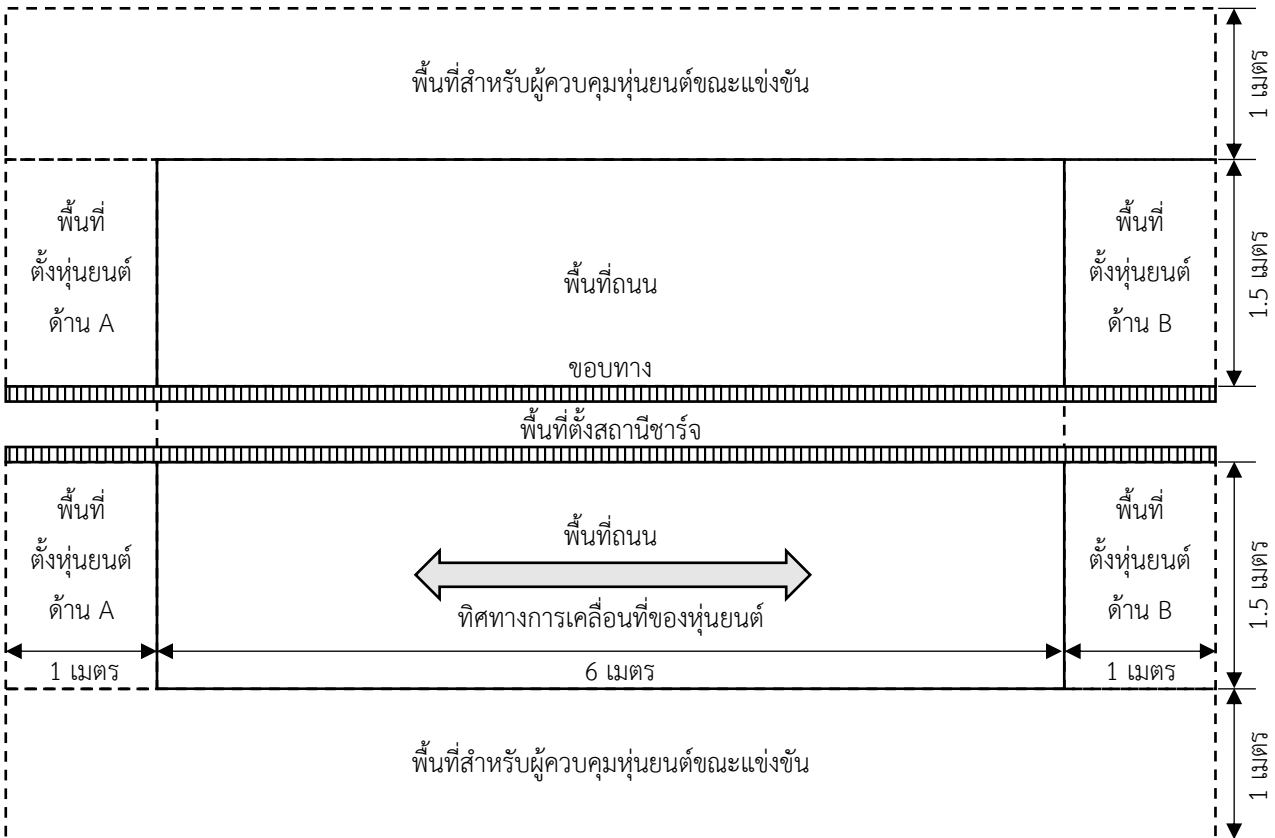 พื้นที่สำหรับผู้ควบคุมหุ่นยนต์ขณะแข่งขัน
1 เมตร
พื้นที่
ตั้งหุ่นยนต์
ด้าน A
พื้นที่ถนน
พื้นที่
ตั้งหุ่นยนต์
ด้าน B
1.5 เมตร
ขอบทาง
พื้นที่ตั้งสถานีชาร์จ
พื้นที่
ตั้งหุ่นยนต์
ด้าน A
พื้นที่ถนน
ทิศทางการเคลื่อนที่ของหุ่นยนต์
พื้นที่
ตั้งหุ่นยนต์
ด้าน B
1.5 เมตร
1 เมตร
6 เมตร
1 เมตร
พื้นที่สำหรับผู้ควบคุมหุ่นยนต์ขณะแข่งขัน
1 เมตร